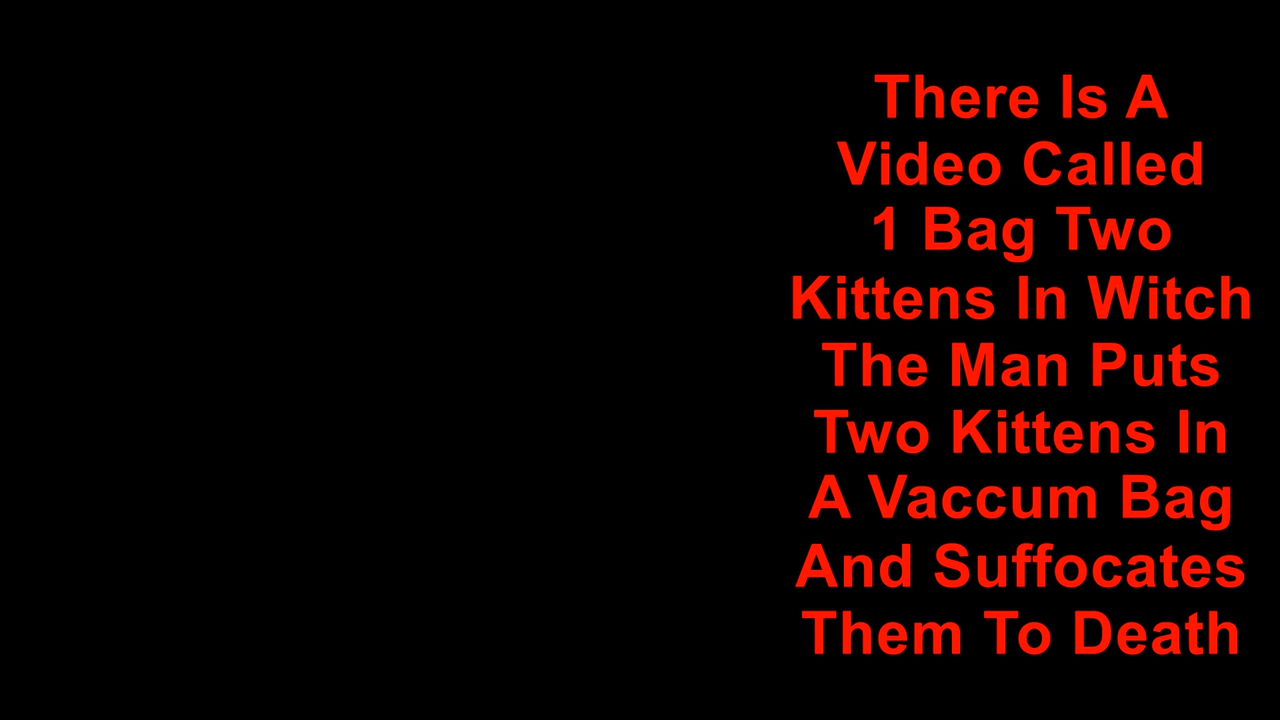 There Is A
Video Called
1 Bag Two
Kittens In Witch
The Man Puts
Two Kittens In
A Vaccum Bag
And Suffocates
Them To Death